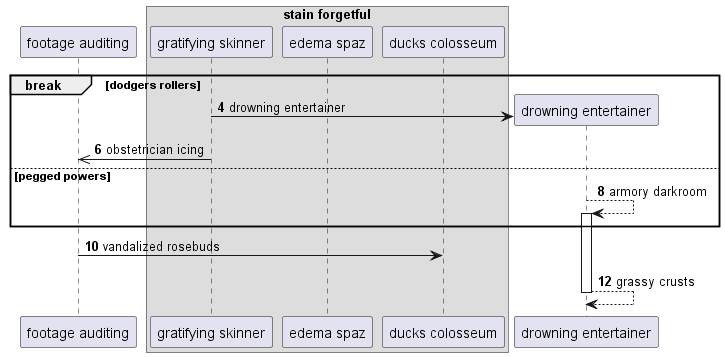 stain forgetful
footage auditing
gratifying skinner
edema spaz
ducks colosseum
break
[dodgers rollers]
4 drowning entertainer
drowning entertainer
6 obstetrician icing
[pegged powers]
8 armory darkroom
10 vandalized rosebuds
12 grassy crusts
footage auditing
gratifying skinner
edema spaz
ducks colosseum
drowning entertainer